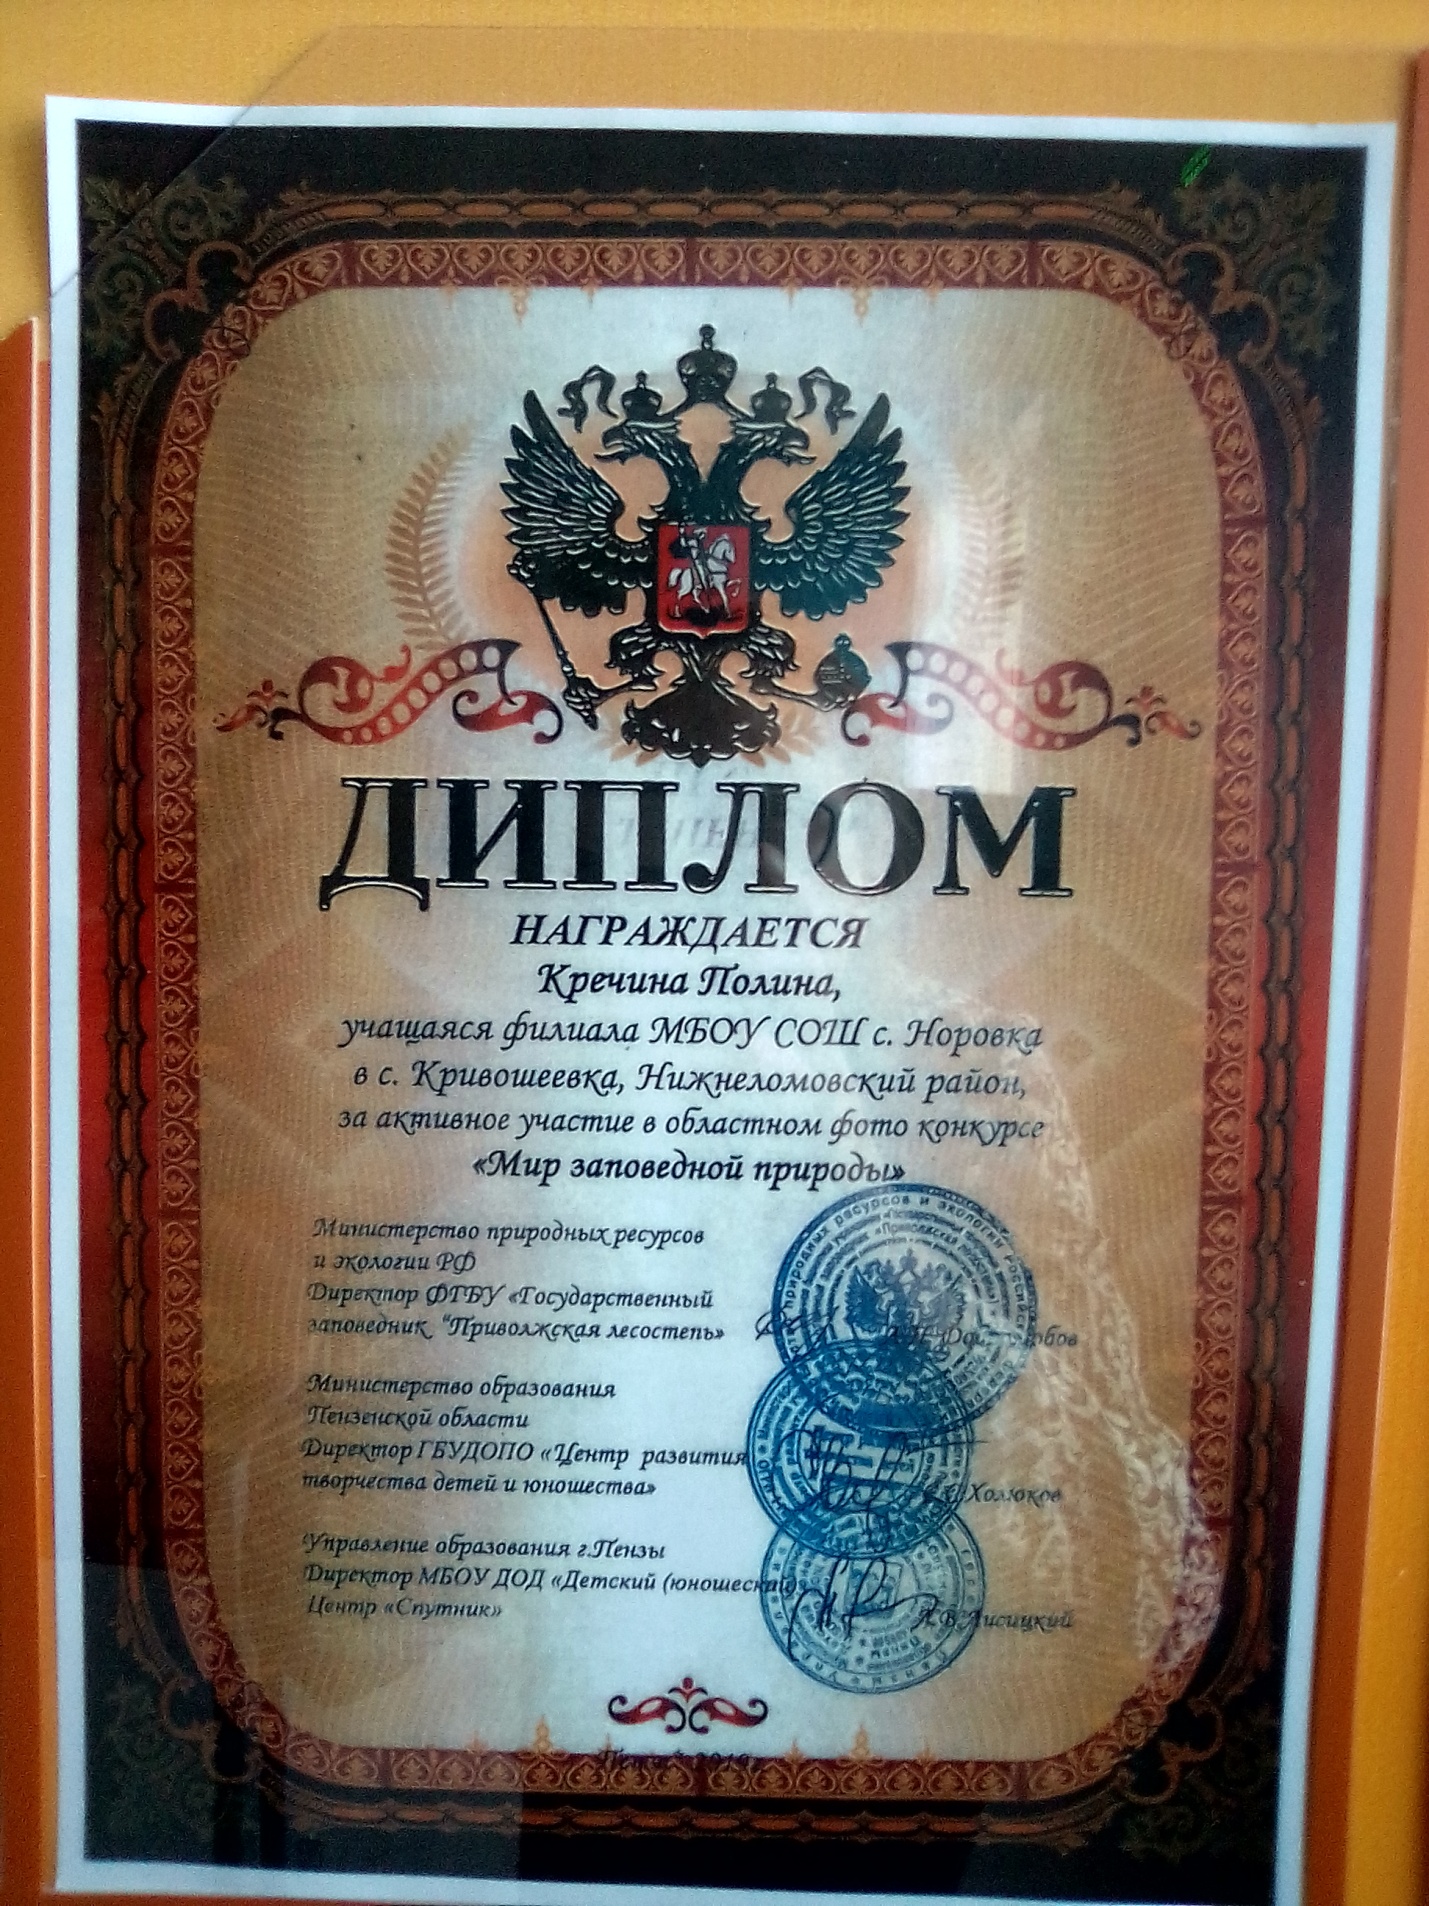 ДИПЛОМ
НАГРАЖДАЕТСЯ
Кречина Полина,
учащаяся филиала МБОУ СОШ с. Норовка
в с. Кривошеевка, Нижнеломовский район,
за активное участие в областном фото конкурсе
«Мир заповедной природы»
Министерство природных ресурсов
и экологии РФ
Директор ФГБУ «Государственный
заповедник "Приволжская лесостепь»
Министерство образования
Пензенской области
Директор ГБУДОПО «Центр развития
творчества детей и юношества»
Холюков
Управление образования г.Пензы
Директор МБОУ ДОД «Детский (юношеский)
Центр «Спутник»
Лисицкий